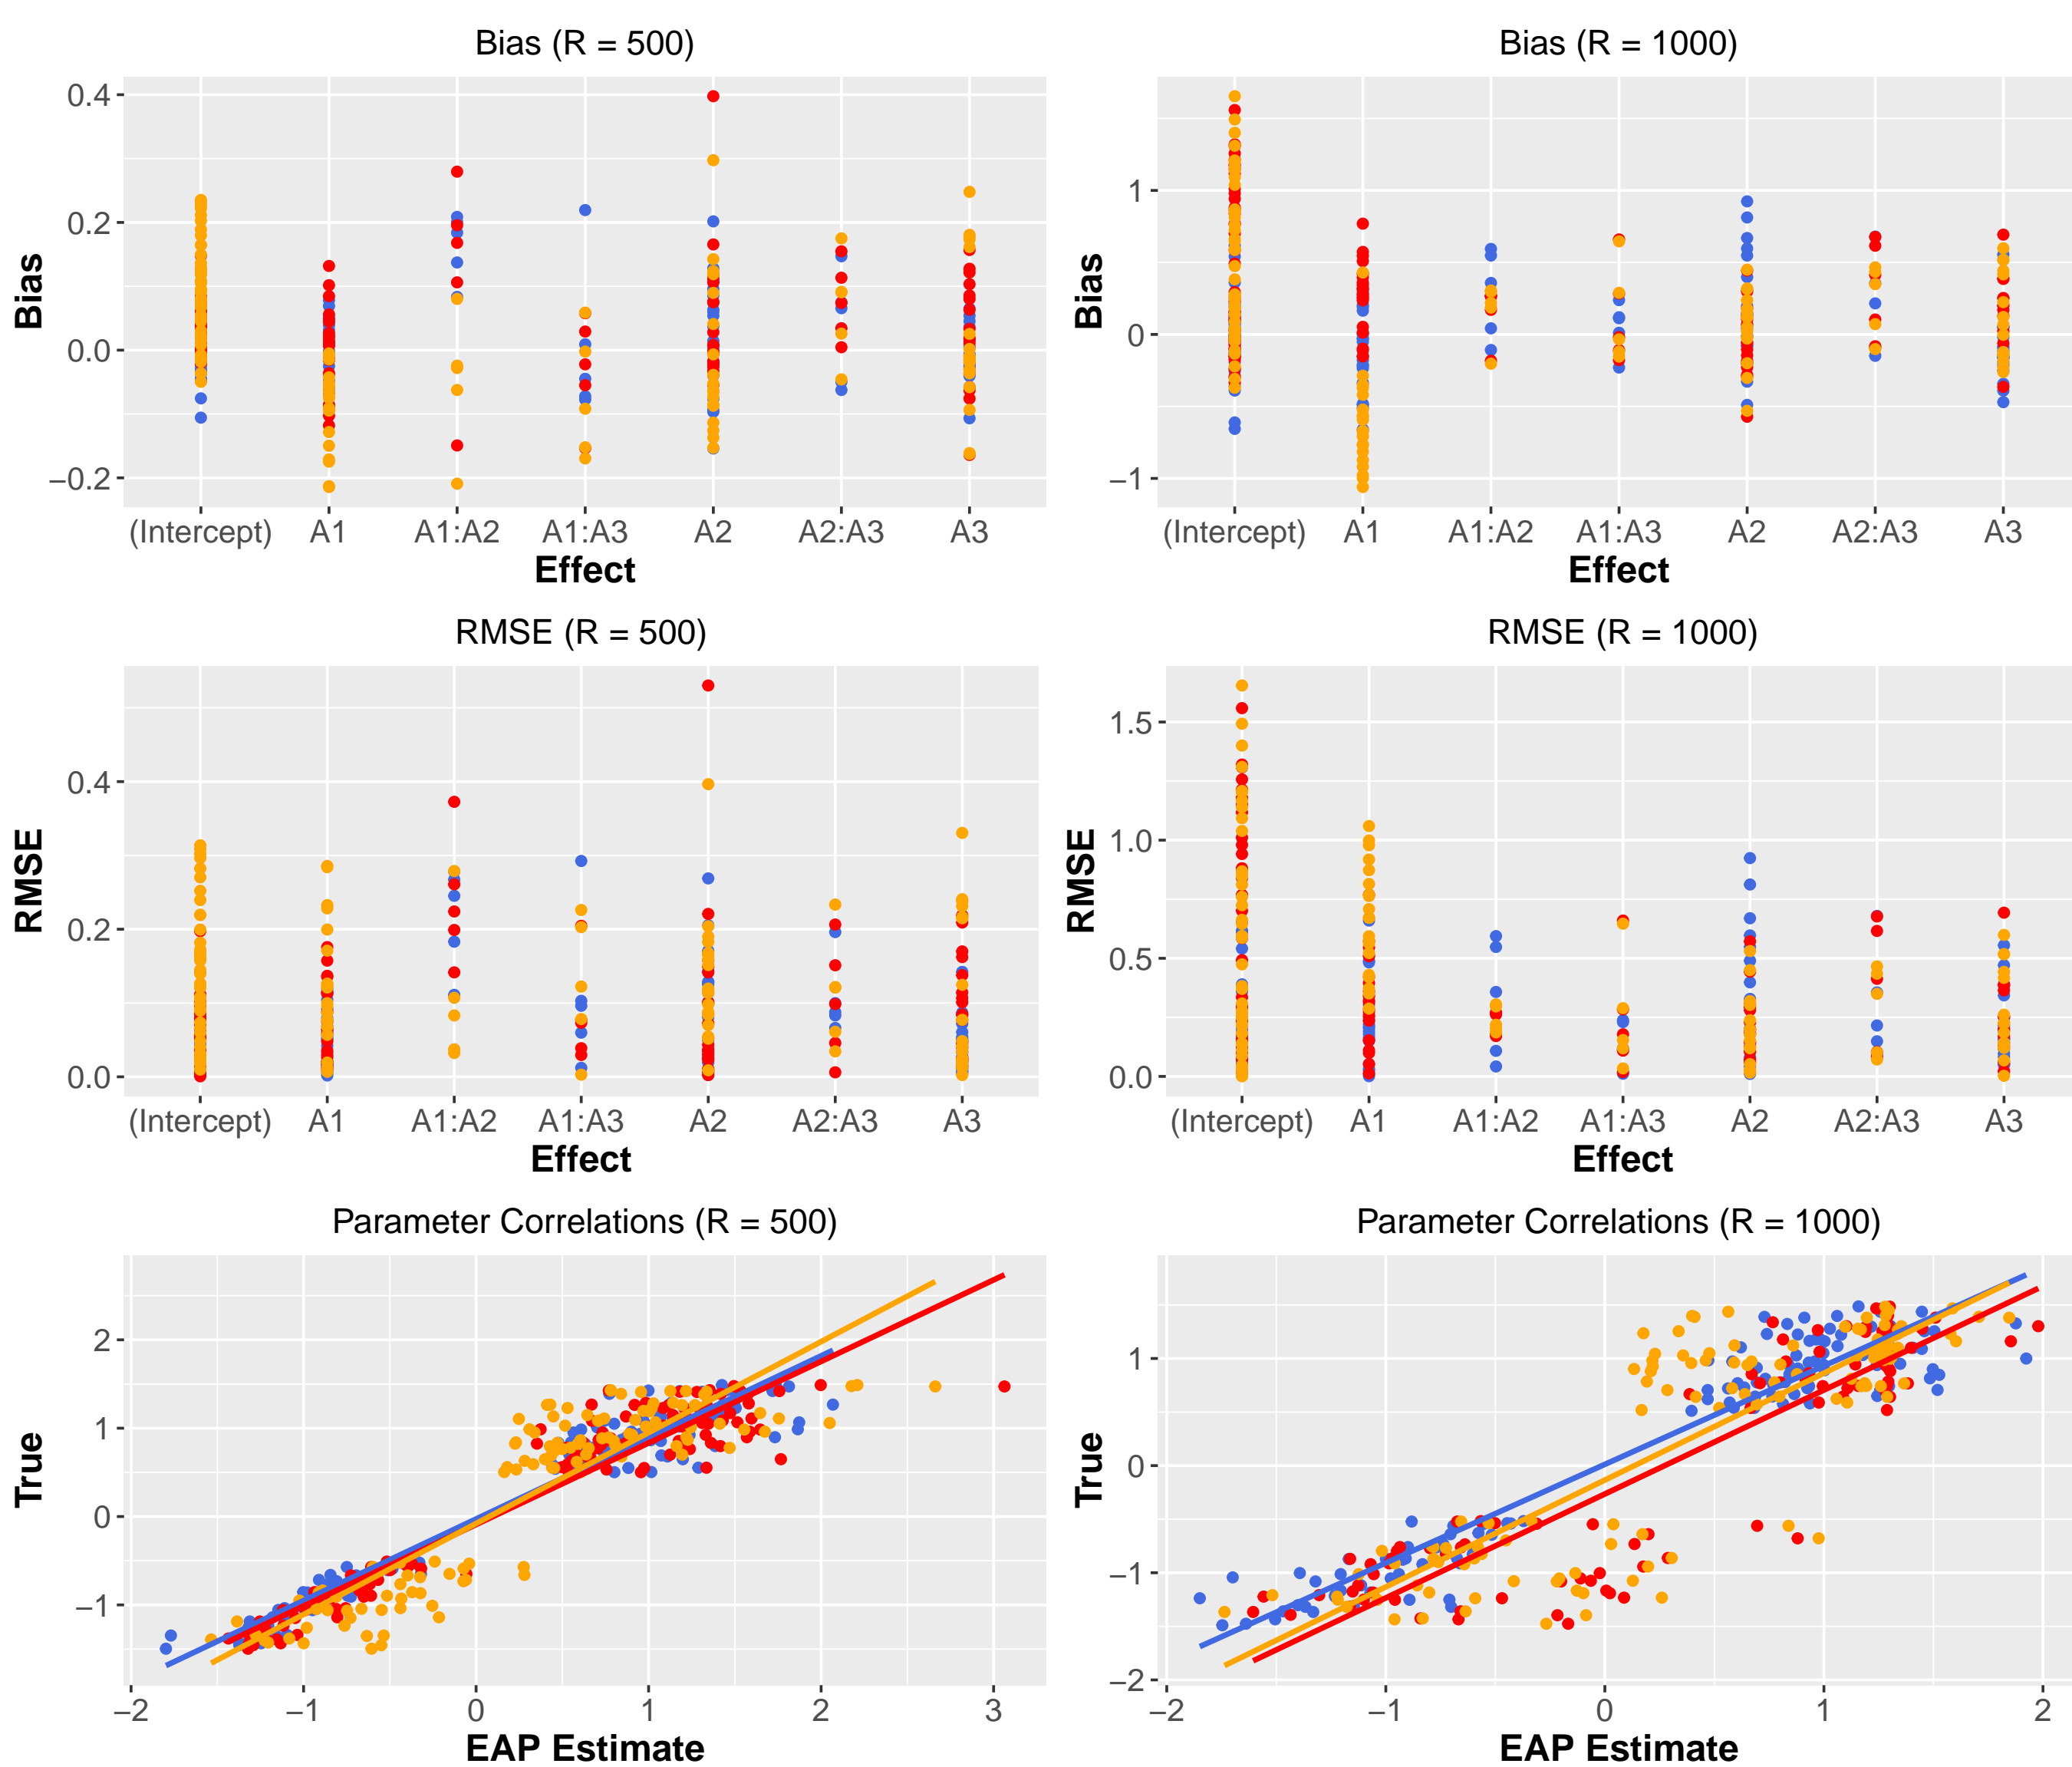 Bias (R = 500)
Bias
0.4
0.2
0.0
−0.2
(Intercept) A1 A1:A2 A1:A3 A2 A2:A3 A3
Effect
Bias (R = 1000)
Bias
1
0
−1
(Intercept) A1 A1:A2 A1:A3 A2 A2:A3 A3
Effect
RMSE (R = 500)
RMSE
0.4
0.2
0.0
(Intercept) A1 A1:A2 A1:A3 A2 A2:A3 A3
Effect
RMSE (R = 1000)
RMSE
1.5
1.0
0.5
0.0
(Intercept) A1 A1:A2 A1:A3 A2 A2:A3 A3
Effect
Parameter Correlations (R = 500)
True
2
1
0
−1
−2 −1 0 1 2 3
EAP Estimate
Parameter Correlations (R = 1000)
True
1
0
−1
−2
−2 −1 0 1 2
EAP Estimate